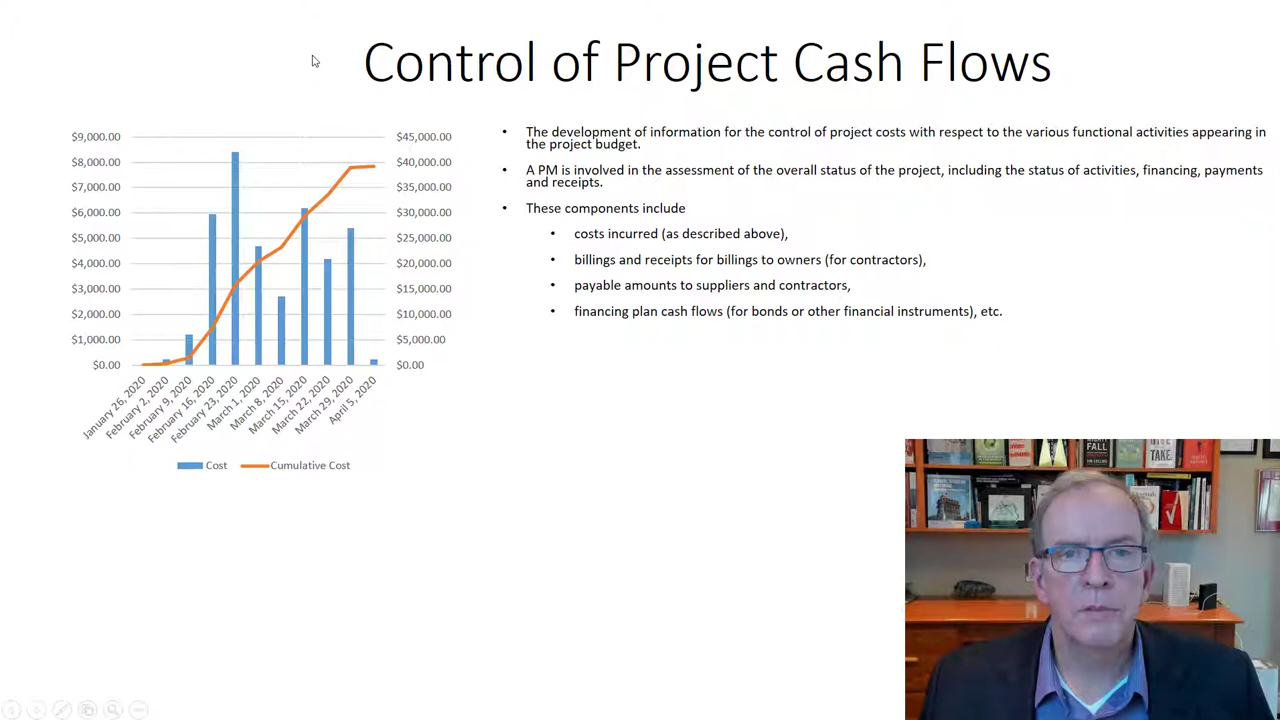 Control of Project Cash Flows
$9,000.00
$8,000.00
$7,000.00
$6,000.00
$5,000.00
$4,000.00
$3,000.00
$2,000.00
$1,000.00
$0.00
$45,000.00
$40,000.00
$35,000.00
$30,000.00
$25,000.00
$20,000.00
$15,000.00
$10,000.00
$5,000.00
$0.00
January 26, 2020
February 2, 2020
February 9, 2020
February 16, 2020
February 23, 2020
March 1, 2020
March 8, 2020
March 15, 2020
March 22, 2020
March 29, 2020
April 5, 2020
Cost
Cumulative Cost
• The development of information for the control of project costs with respect to the various functional activities appearing in
the project budget.
• A PM is involved in the assessment of the overall status of the project, including the status of activities, financing, payments
and receipts.
• These components include
• costs incurred (as described above),
• billings and receipts for billings to owners (for contractors),
• payable amounts to suppliers and contractors,
• financing plan cash flows (for bonds or other financial instruments), etc.
FALL
TAKE.